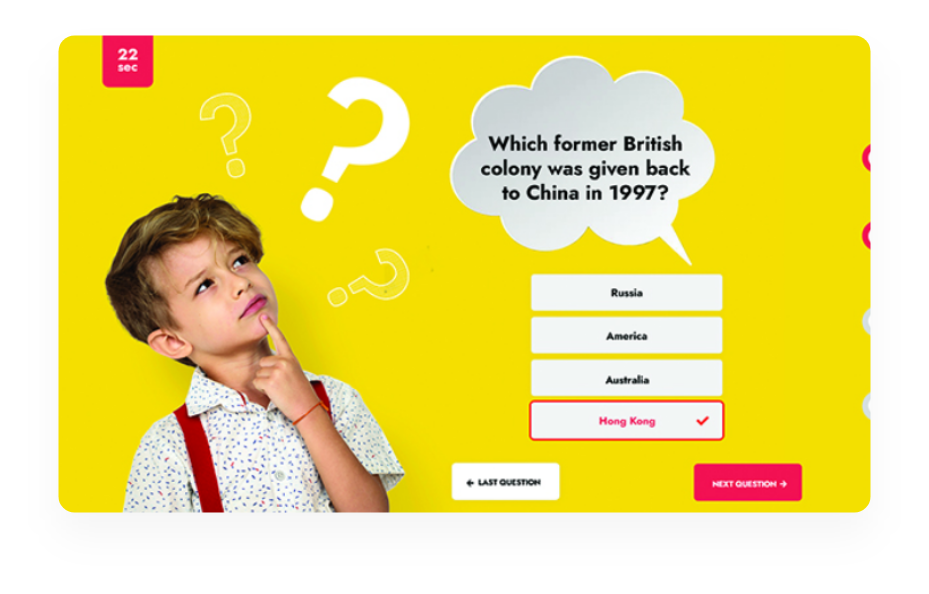 22
sec
Which former British
colony was given back
to China in 1997?
Russia
America
Australia
Hong Kong
← LAST QUESTION
NEXT QUESTION →